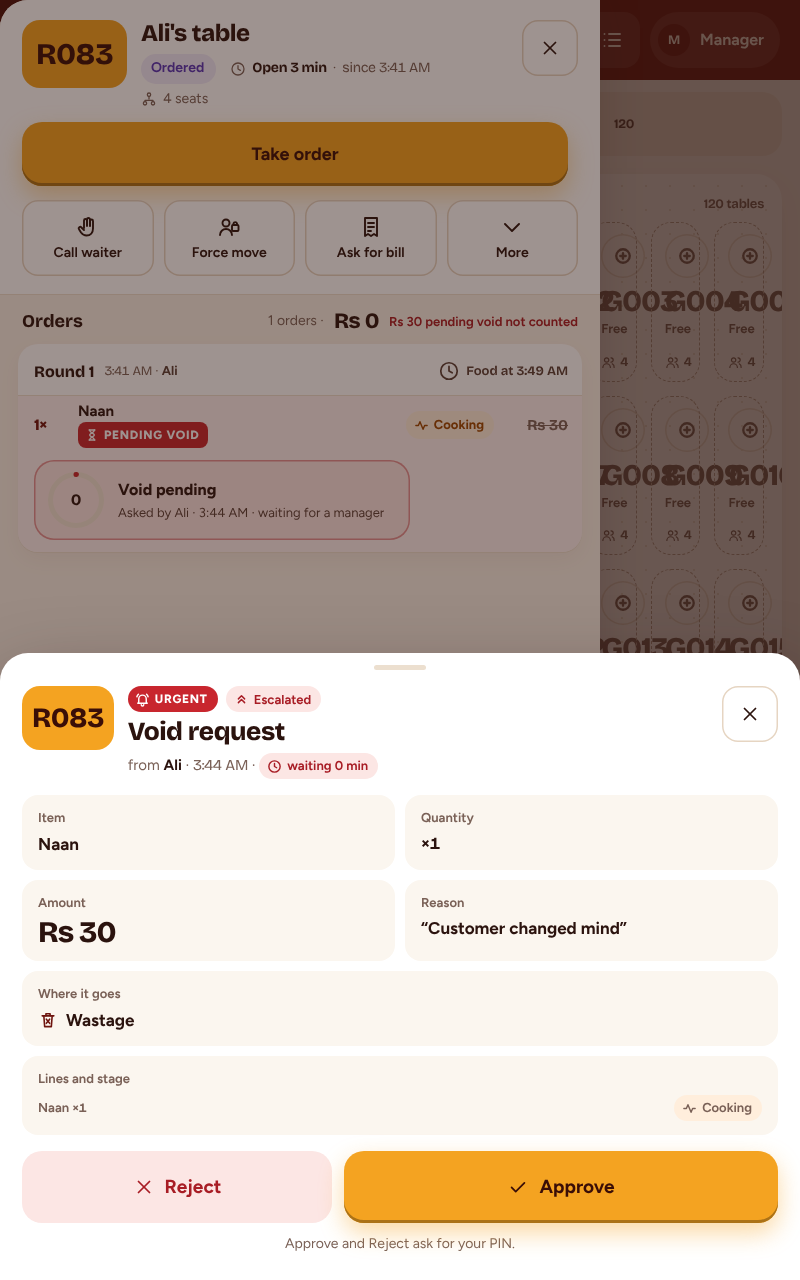 R083
Ali's table
Ordered
Open 3 min · since 3:41 AM
4 seats
M
Manager
Take order
120
Call waiter
Force move
Ask for bill
More
120 tables
G003
G004
Free
Free
Free
4
4
4
Orders
1 orders ·
Rs 0
Rs 30 pending void not counted
Round 1
3:41 AM · Ali
Food at 3:49 AM
1×
Naan
PENDING VOID
Cooking
Rs 30
0
Void pending
Asked by Ali · 3:44 AM · waiting for a manager
G008
G009
Free
Free
Free
4
4
4
G013
G014
R083
URGENT
Escalated
Void request
from Ali · 3:44 AM ·
waiting 0 min
Item
Naan
Quantity
×1
Amount
Rs 30
Reason
“Customer changed mind”
Where it goes
Wastage
Lines and stage
Naan ×1
Cooking
Reject
Approve
Approve and Reject ask for your PIN.